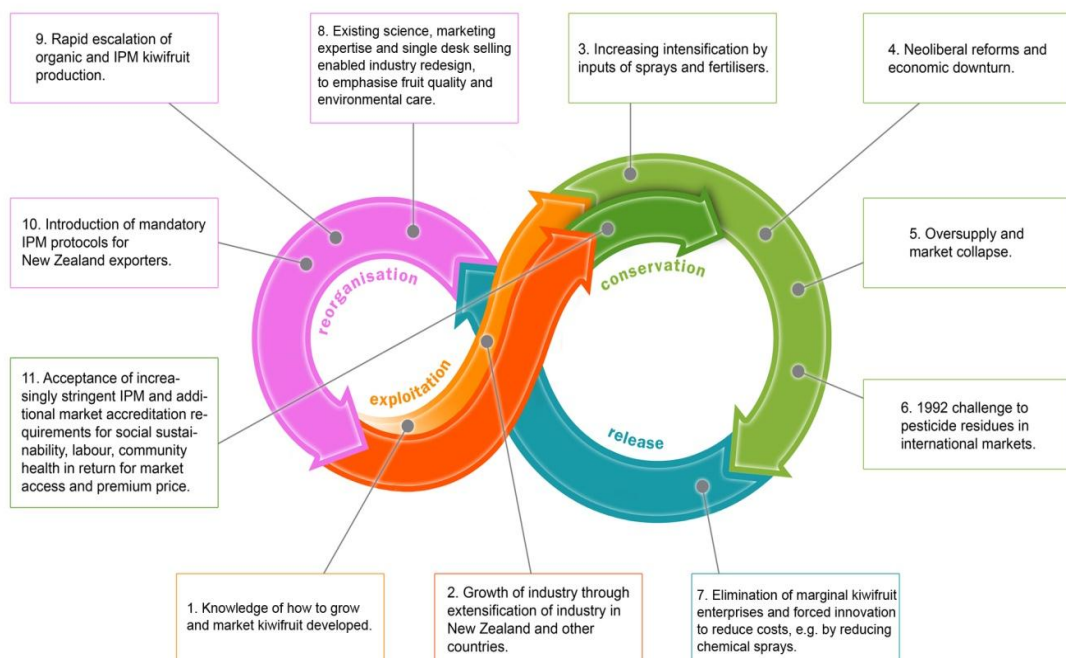 9. Rapid escalation of
organic and IPM kiwifruit
production.
8. Existing science, marketing
expertise and single desk selling
enabled industry redesign,
to emphasise fruit quality and
environmental care.
3. Increasing intensification by
inputs of sprays and fertilisers.
4. Neoliberal reforms and
economic downturn.
10. Introduction of mandatory
IPM protocols for
New Zealand exporters.
5. Oversupply and
market collapse.
reorganisation
conservation
exploitation
release
11. Acceptance of increa-
singly stringent IPM and addi-
tional market accreditation re-
quirements for social sustai-
nability, labour, community
health in return for market
access and premium price.
6. 1992 challenge to
pesticide residues in
international markets.
1. Knowledge of how to grow
and market kiwifruit developed.
2. Growth of industry through
extensification of industry in
New Zealand and other
countries.
7. Elimination of marginal kiwifruit
enterprises and forced innovation
to reduce costs, e.g. by reducing
chemical sprays.